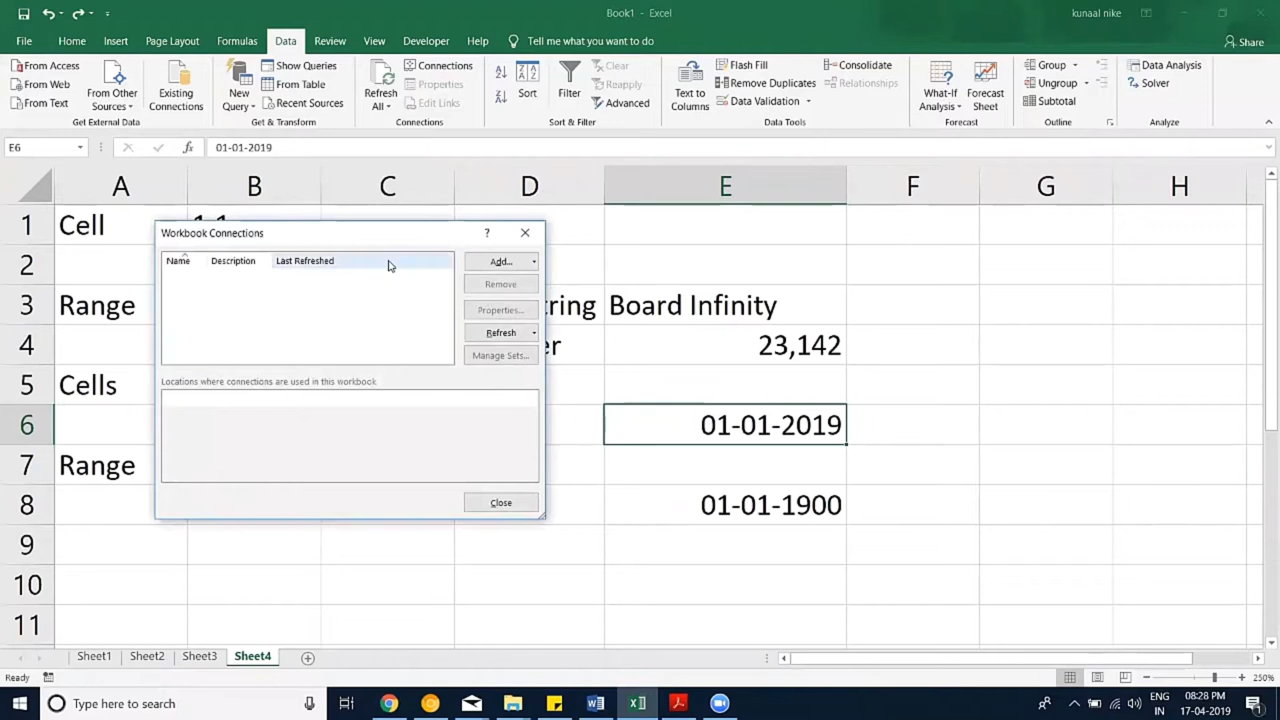 Book1 - Excel
kunaal nike
File Home Insert Page Layout Formulas Data Review View Developer Help Tell me what you want to do Share
From Access
From Web
From Text
From Other Sources
Existing Connections
Get External Data
New Query
Show Queries
From Table
Recent Sources
Get & Transform
Refresh All
Connections
Properties
Edit Links
Connections
Sort
Filter
Clear
Reapply
Advanced
Sort & Filter
Text to Columns
Flash Fill
Remove Duplicates
Data Validation
Consolidate
Relationships
Data Tools
What-If Analysis
Forecast Sheet
Forecast
Group
Ungroup
Subtotal
Outline
Data Analysis
Solver
Analyze
E6 fx 01-01-2019
A B C D E F G H
1 Cell
2
3 Range ring Board Infinity
4 er 23,142
5 Cells
6 01-01-2019
7 Range
8 01-01-1900
9
10
11
Workbook Connections ?
Name Description Last Refreshed
Add...
Remove
Properties...
Refresh
Manage Sets...
Locations where connections are used in this workbook
Close
Sheet1 Sheet2 Sheet3 Sheet4
Ready 250%
Type here to search
ENG
IN
08:28 PM
17-04-2019